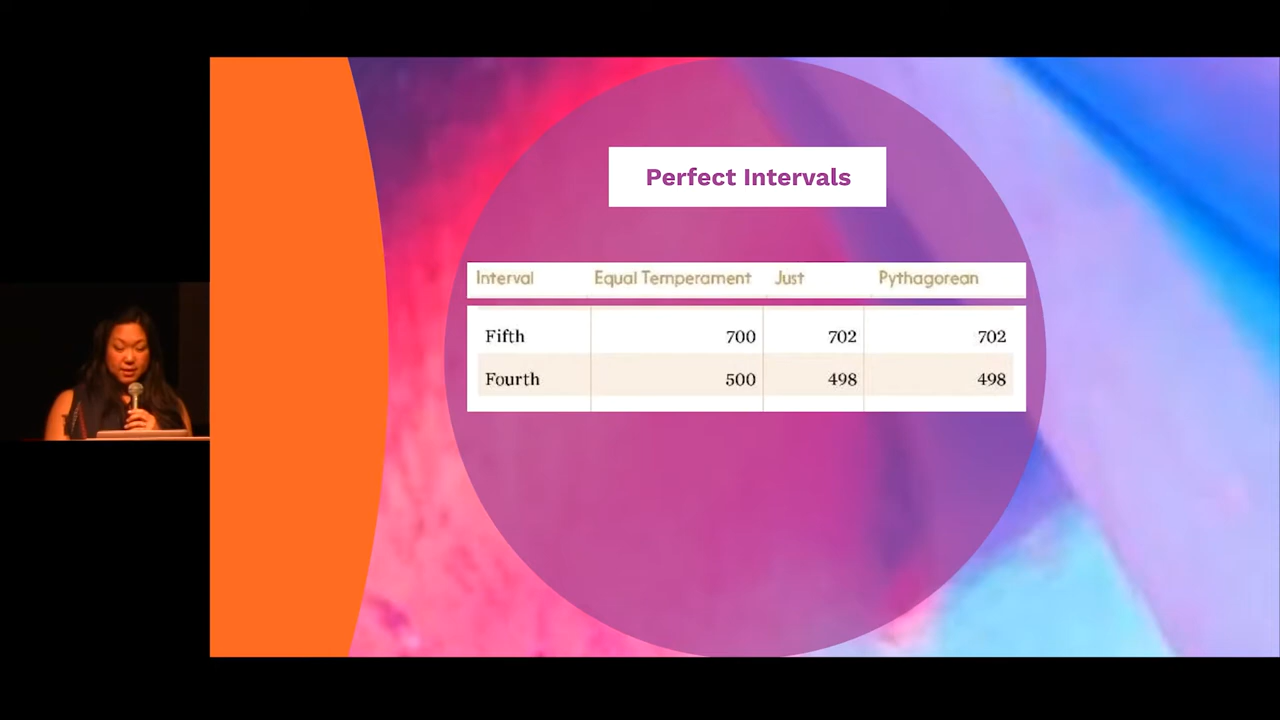 Perfect Intervals
Interval Equal Temperament Just Pythagorean
Fifth 700 702 702
Fourth 500 498 498